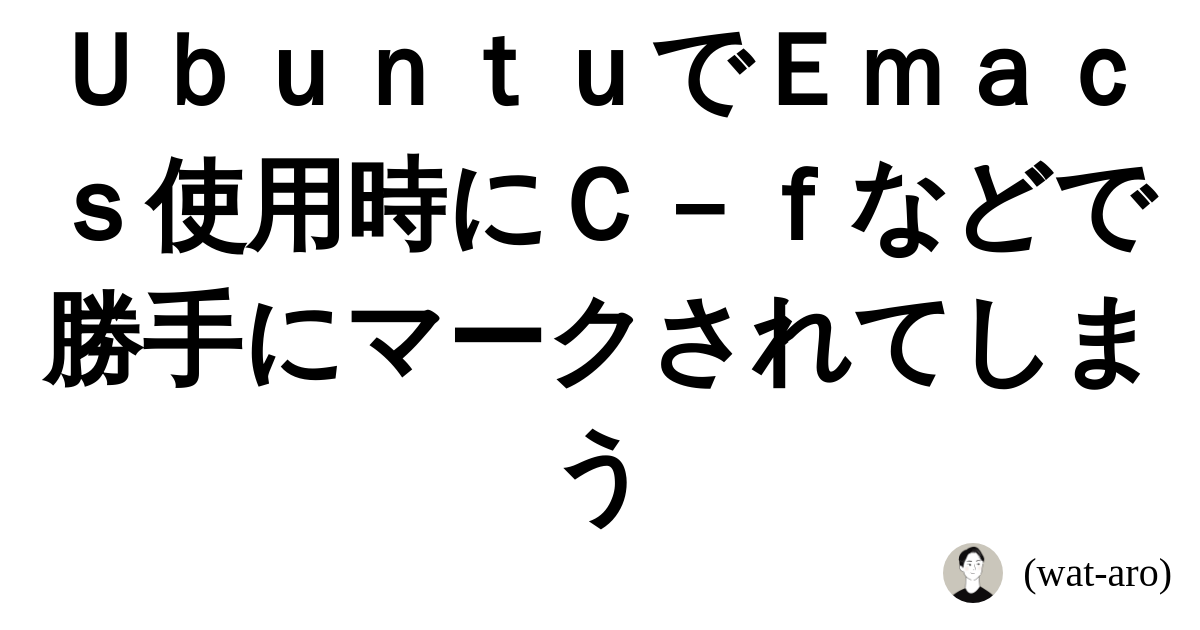 ＵｂｕｎｔｕでＥｍａｃ
ｓ使用時にＣ－ｆなどで
勝手にマークされてしま
う
(wat-aro)